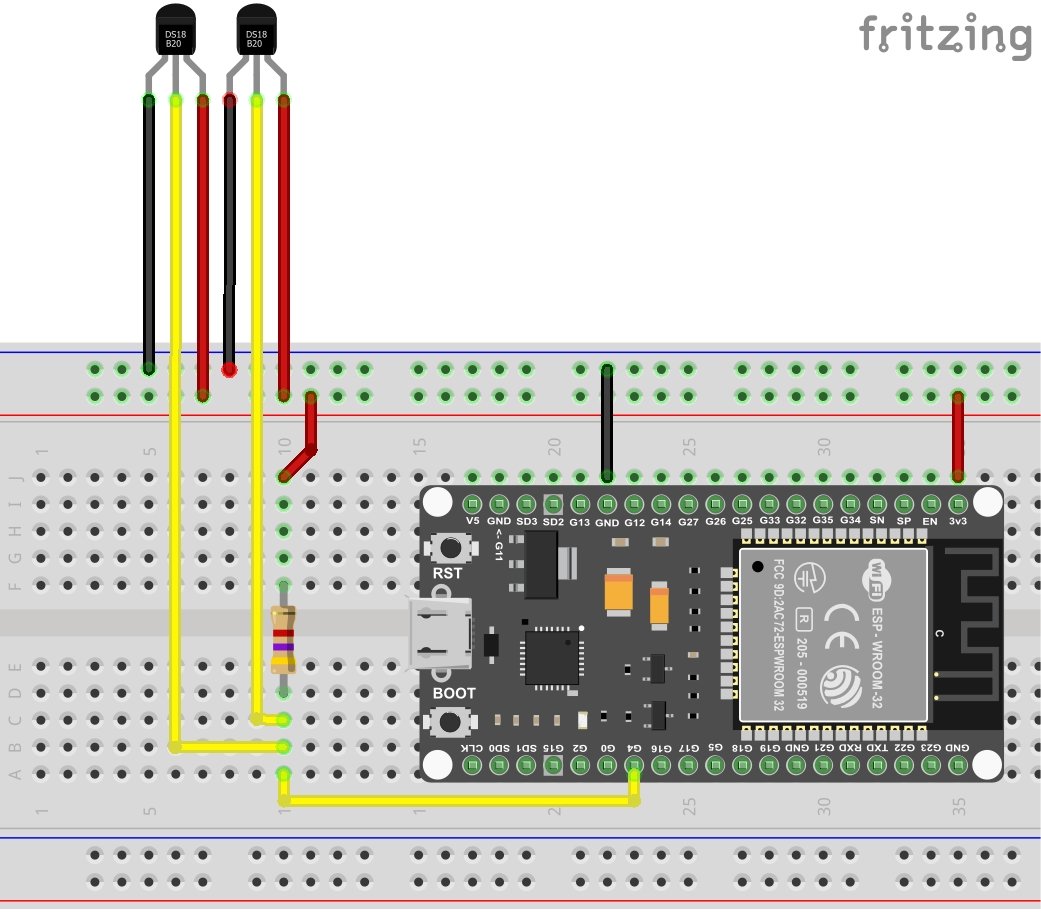 DS18
B20
DS18
B20
fritzing
1 5 10 15 20 25 30
J
I
H
G
F
E
D
C
B
A
V5 GND SD3 SD2 G13 GND G12 G14 G27 G26 G25 G33 G32 G35 G34 SN SP EN 3v3
<- G11
RST
BOOT
WiFi
ESP-WROOM-32
CE
R
205-000519
FCC 9D:2AC72-ESPWROOM 32
C
CLK SD0 SD1 G15 G2 G0 G4 G16 G17 G5 G18 G19 GND G21 RXD TXD G22 G23 GND
1 5 1 2 25 30 35